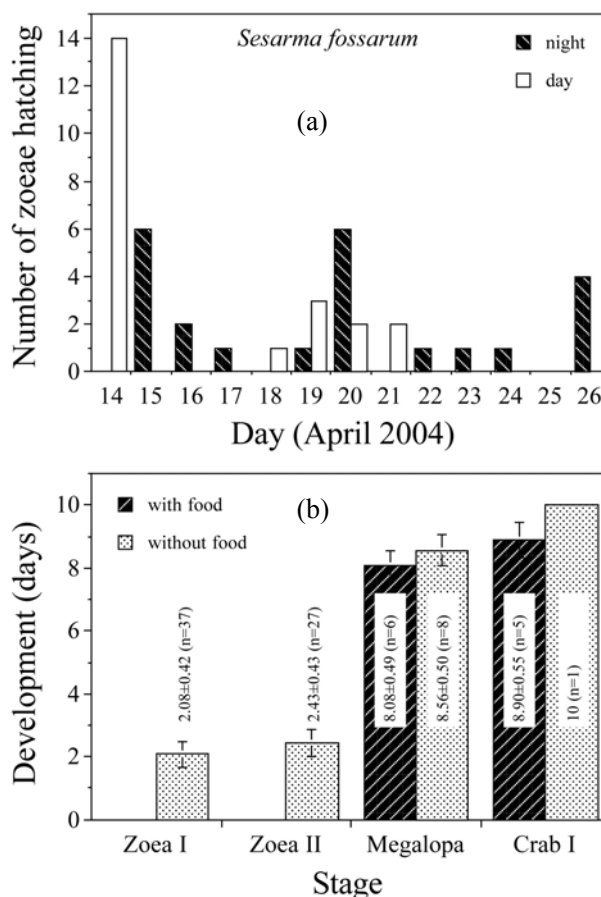 Sesarma fossarum
night
day
(a)
Number of zoeae hatching
14
12
10
8
6
4
2
0
14 15 16 17 18 19 20 21 22 23 24 25 26
Day (April 2004)
(b)
with food
without food
Development (days)
10
8
6
4
2
0
2.08±0.42 (n=37)
2.43±0.43 (n=27)
8.08±0.49 (n=6)
8.56±0.50 (n=8)
8.90±0.55 (n=5)
10 (n=1)
Zoea I Zoea II Megalopa Crab I
Stage